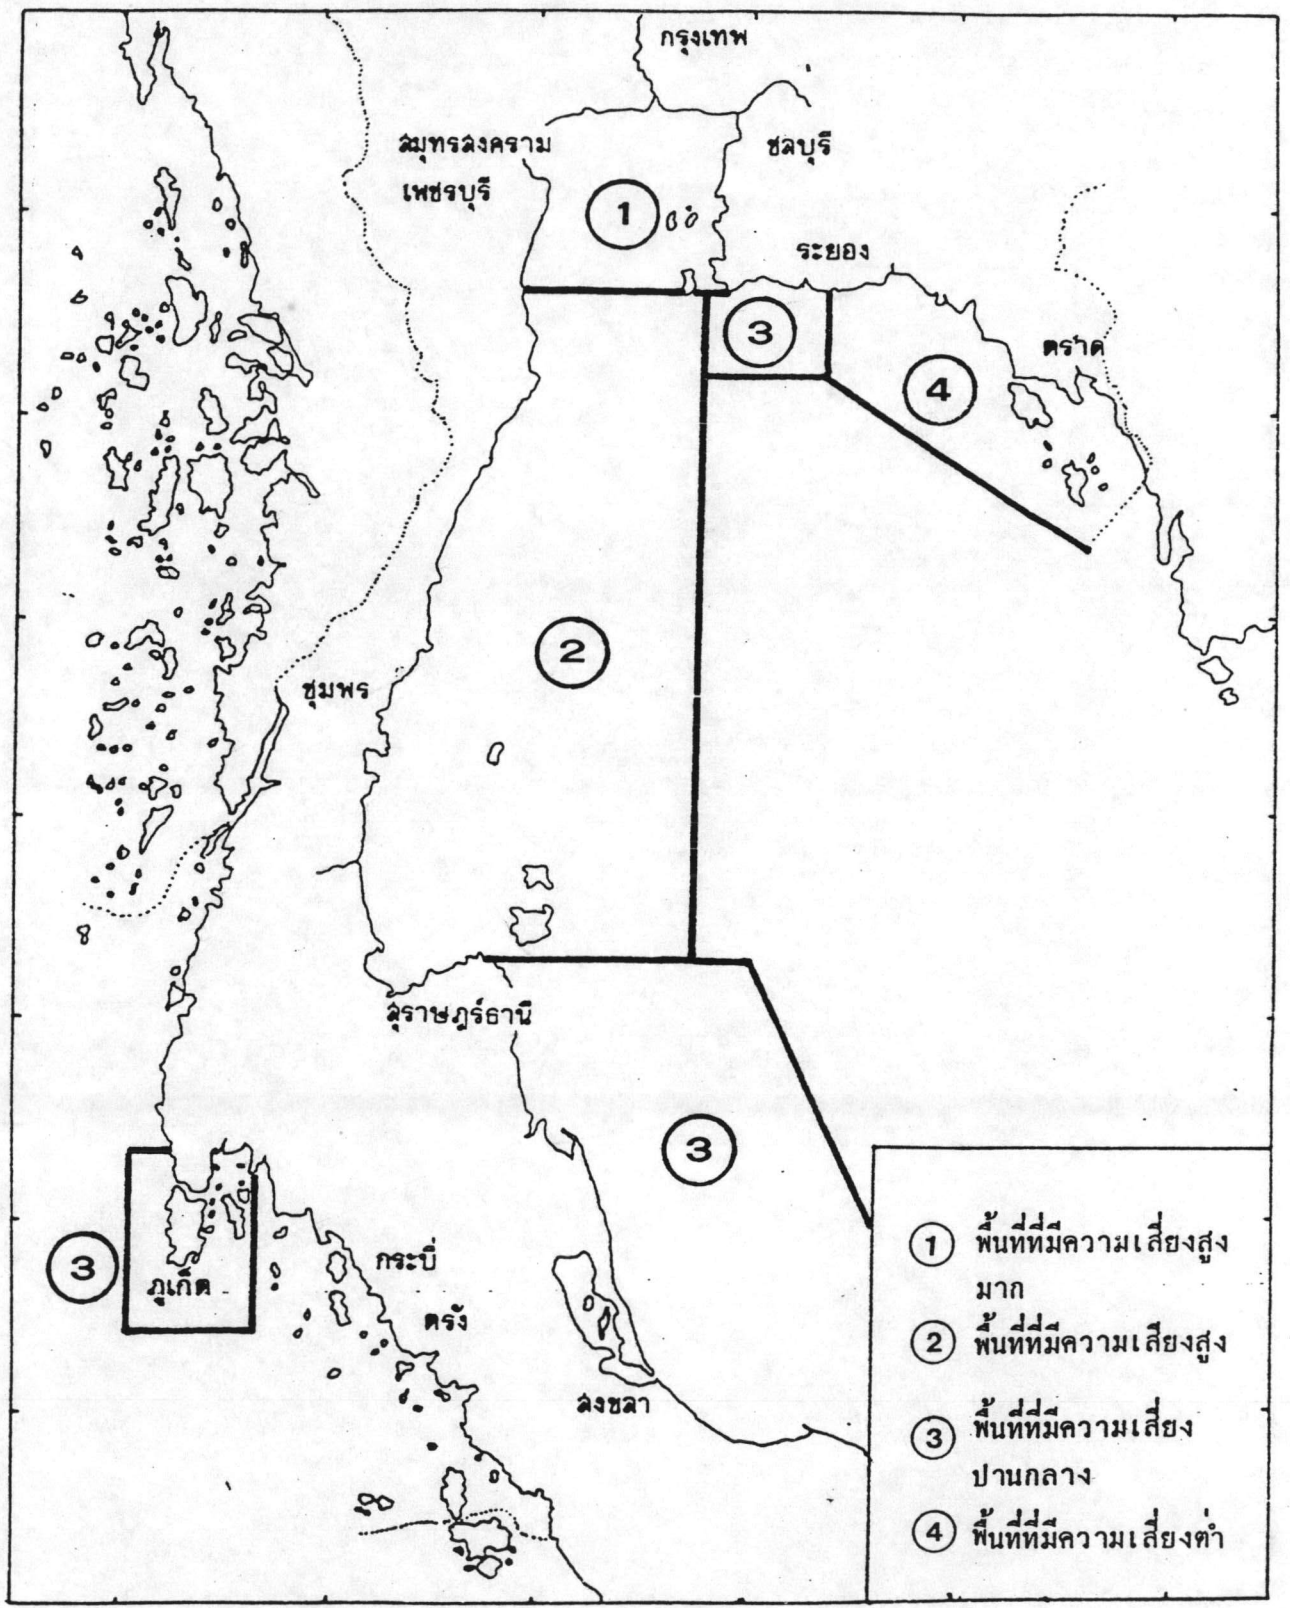 กรุงเทพ
สมุทรสงคราม
ชลบุรี
เพชรบุรี
1
ระยอง
3
ตราด
4
2
ชุมพร
สุราษฎร์ธานี
3
3
ภูเก็ต
กระบี่
ตรัง
สงขลา
1 พื้นที่ที่มีความเสี่ยงสูง
มาก
2 พื้นที่ที่มีความเสี่ยงสูง
3 พื้นที่ที่มีความเสี่ยง
ปานกลาง
4 พื้นที่ที่มีความเสี่ยงต่ำ